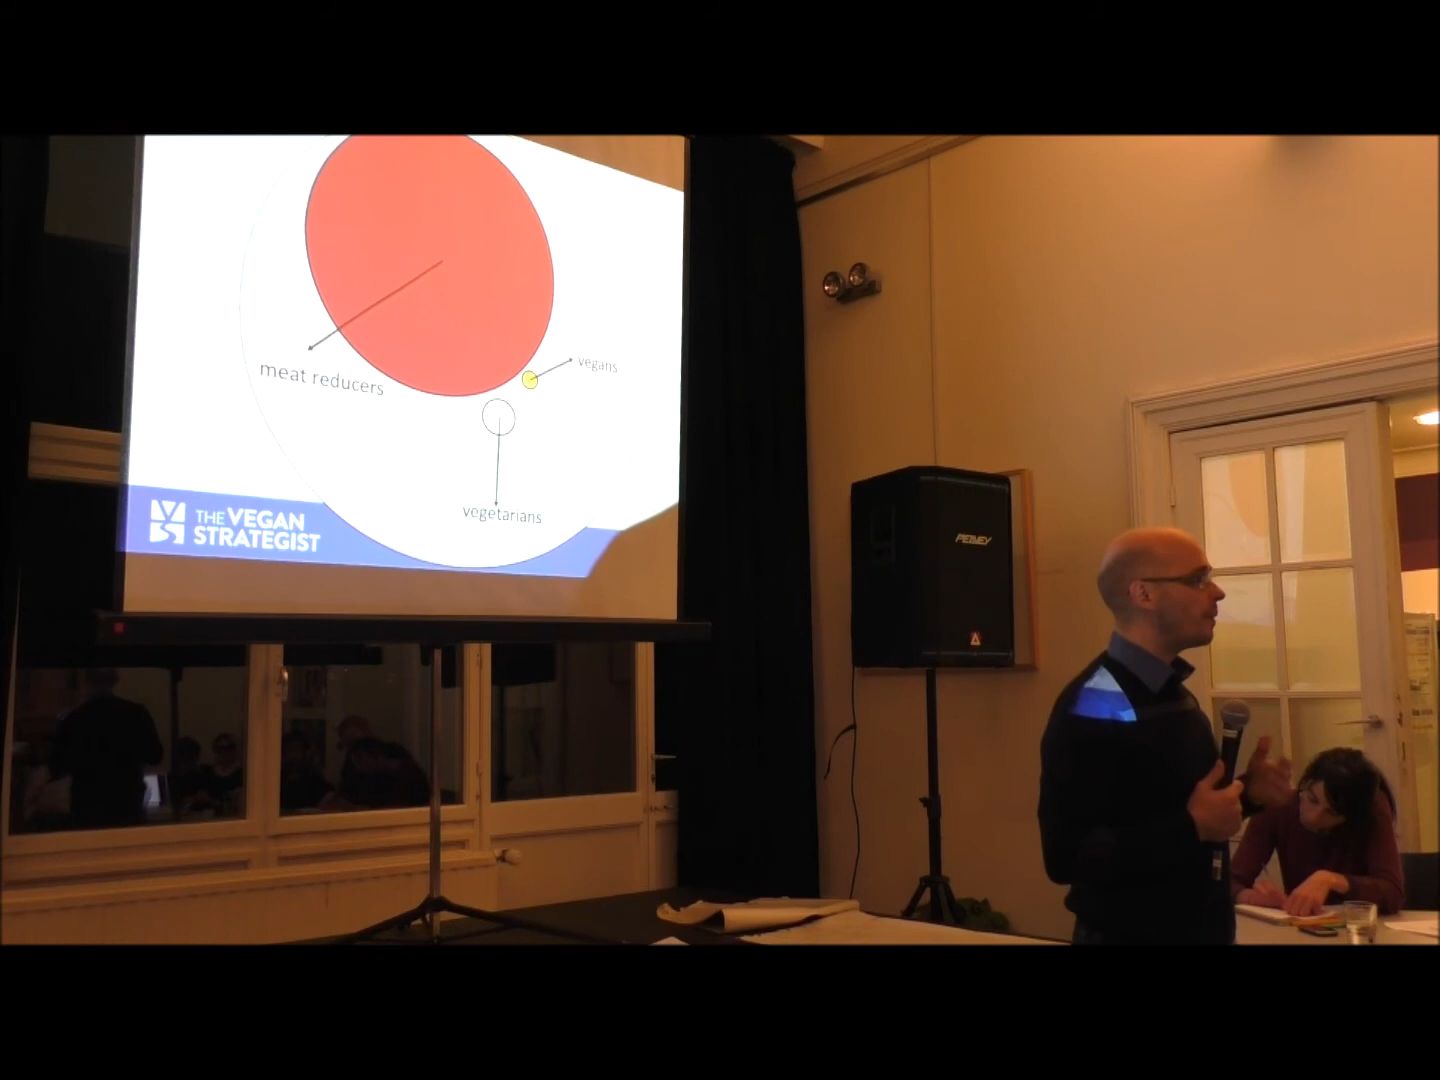 meat reducers
vegans
vegetarians
THE VEGAN
STRATEGIST
PEAVEY